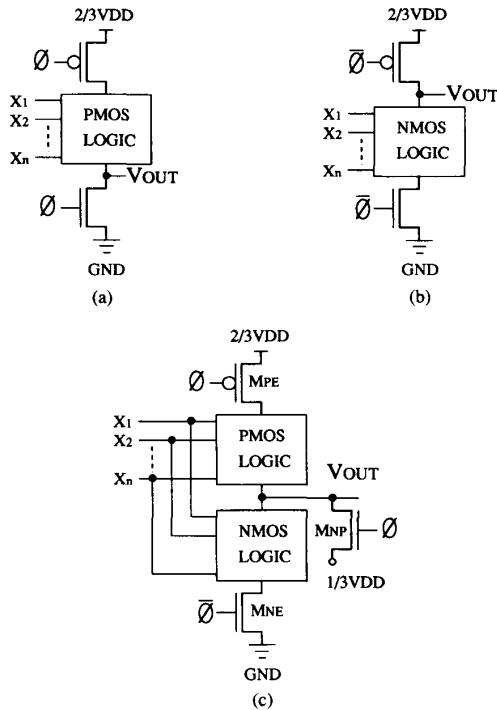 2/3VDD
Ø
X1
X2
Xn
PMOS
LOGIC
VOUT
Ø
GND
(a)
2/3VDD
Ø̅
VOUT
X1
X2
Xn
NMOS
LOGIC
Ø̅
GND
(b)
2/3VDD
Ø
MPE
X1
X2
Xn
PMOS
LOGIC
VOUT
NMOS
LOGIC
MNP
Ø
1/3VDD
Ø̅
MNE
GND
(c)